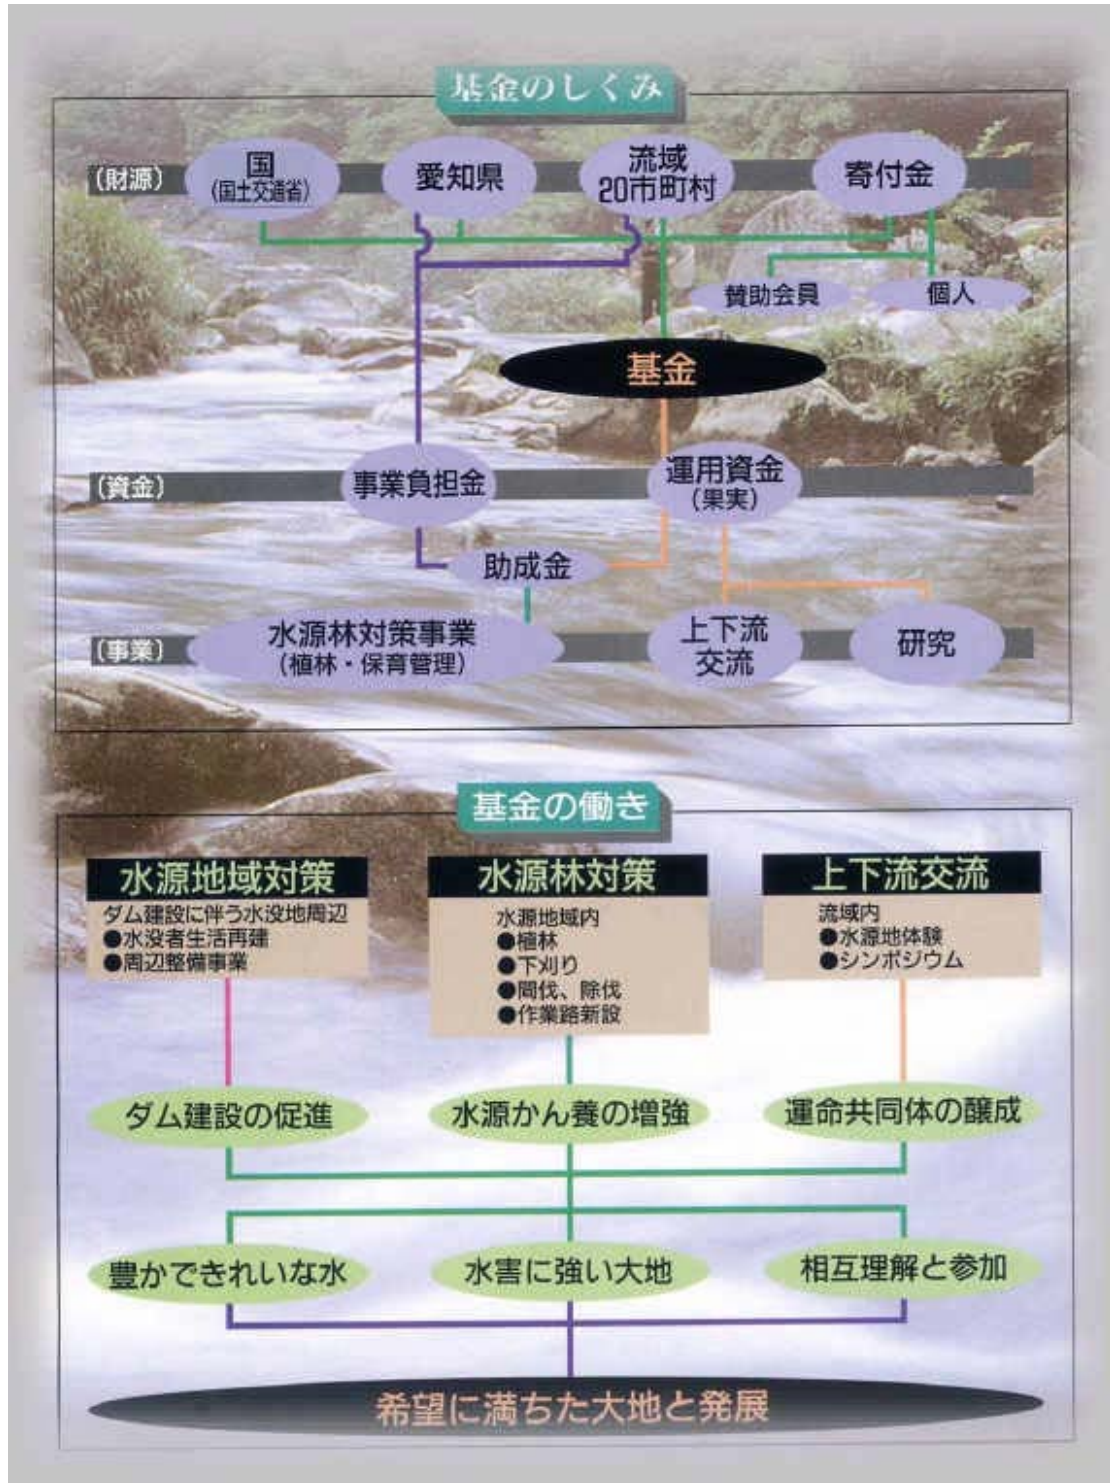 基金のしくみ
(財源)
国
(国土交通省)
愛知県
流域
20市町村
寄付金
賛助会員
個人
基金
(資金)
事業負担金
運用資金
(果実)
助成金
(事業)
水源林対策事業
(植林・保育管理)
上下流
交流
研究
基金の働き
水源地域対策
ダム建設に伴う水没地周辺
●水没者生活再建
●周辺整備事業
水源林対策
水源地域内
●植林
●下刈り
●間伐、除伐
●作業路新設
上下流交流
流域内
●水源地体験
●シンポジウム
ダム建設の促進
水源かん養の増強
運命共同体の醸成
豊かできれいな水
水害に強い大地
相互理解と参加
希望に満ちた大地と発展